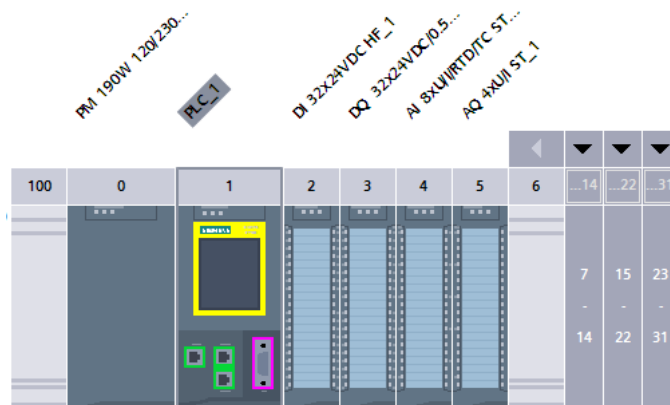 PM 190W 120/230...
PLC_1
DI 32x24VDC HF_1
DQ 32x24VDC/0.5...
AI 8xU/I/RTD/TC ST...
AQ 4xU/I ST_1
100 0 1 2 3 4 5 6 ...14 ...22 ...31
SIEMENS
7 15 23
- - -
14 22 31